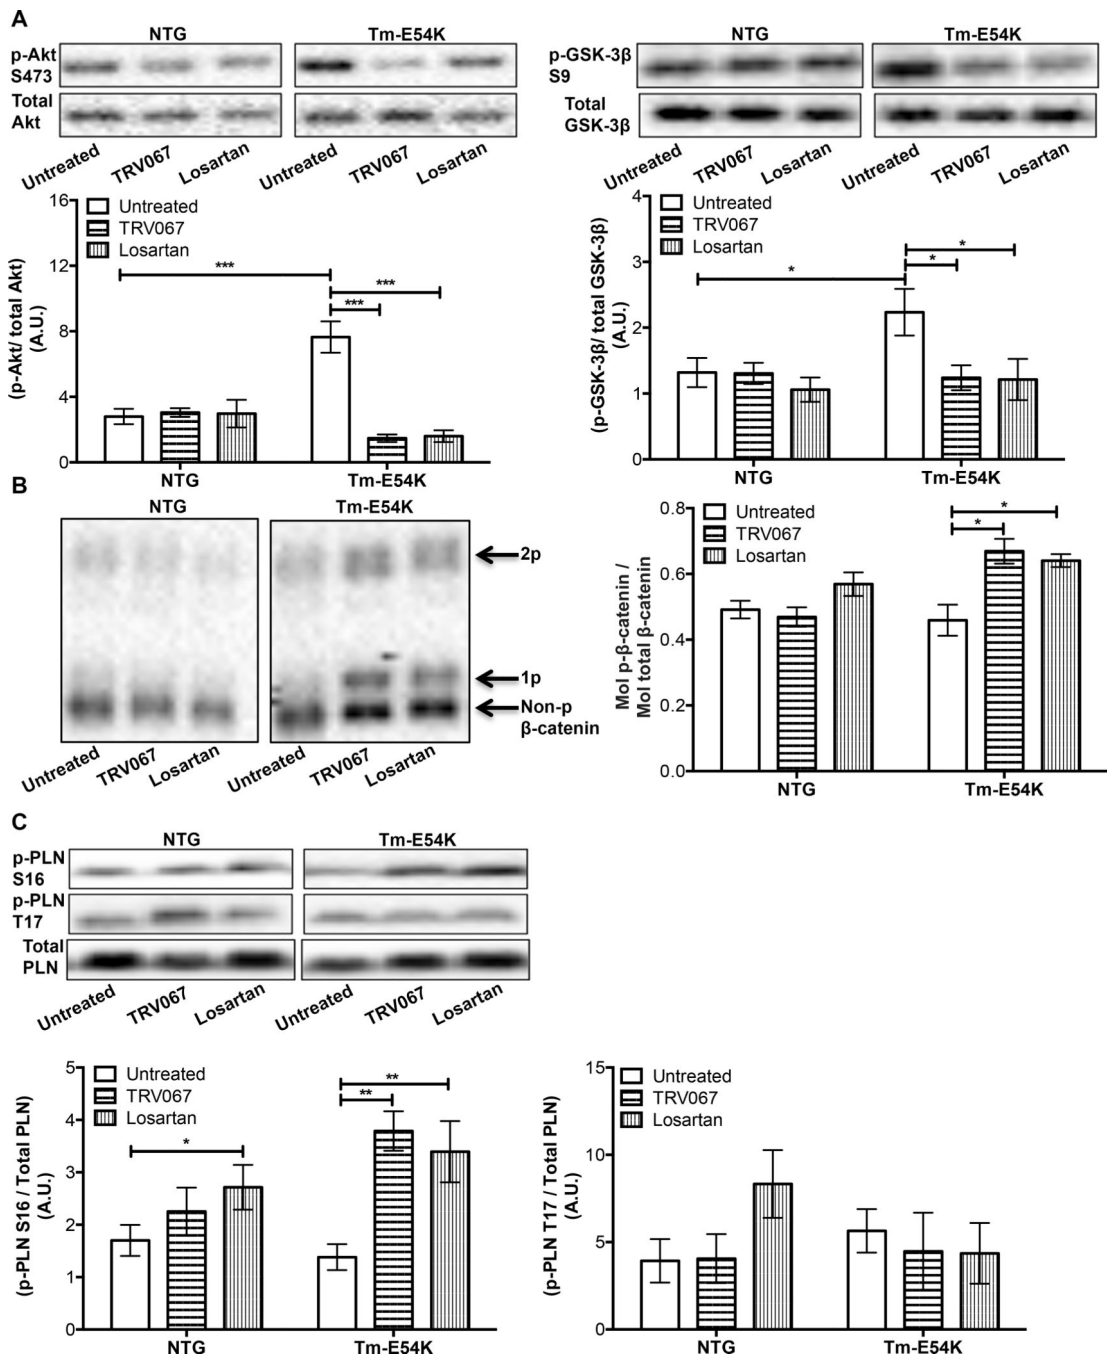 A
NTG
Tm-E54K
p-Akt
S473
Total
Akt
Untreated
TRV067
Losartan
Untreated
TRV067
Losartan
NTG
Tm-E54K
p-GSK-3β
S9
Total
GSK-3β
Untreated
TRV067
Losartan
Untreated
TRV067
Losartan
(p-Akt/ total Akt)
(A.U.)
16
12
8
4
0
Untreated
TRV067
Losartan
***
***
***
NTG
Tm-E54K
(p-GSK-3β/ total GSK-3β)
(A.U.)
4
3
2
1
0
Untreated
TRV067
Losartan
*
*
*
NTG
Tm-E54K
B
NTG
Tm-E54K
2p
1p
Non-p
β-catenin
Untreated
TRV067
Losartan
Untreated
TRV067
Losartan
Mol p-β-catenin /
Mol total β-catenin
0.8
0.6
0.4
0.2
0.0
Untreated
TRV067
Losartan
*
*
NTG
Tm-E54K
C
NTG
Tm-E54K
p-PLN
S16
p-PLN
T17
Total
PLN
Untreated
TRV067
Losartan
Untreated
TRV067
Losartan
(p-PLN S16 / Total PLN)
(A.U.)
5
4
3
2
1
0
Untreated
TRV067
Losartan
*
**
**
NTG
Tm-E54K
(p-PLN T17 / Total PLN)
(A.U.)
15
10
5
0
Untreated
TRV067
Losartan
NTG
Tm-E54K